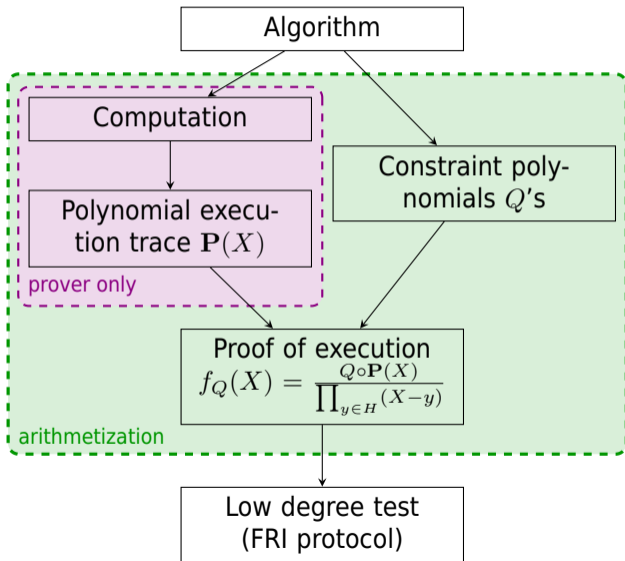 Algorithm
Computation
Polynomial execu-
tion trace P(X)
prover only
Constraint poly-
nomials Q's
Proof of execution
f_Q(X) = Q∘P(X) / ∏_{y∈H}(X−y)
arithmetization
Low degree test
(FRI protocol)